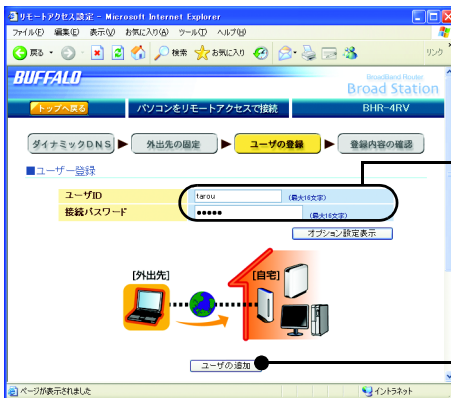 リモートアクセス設定 - Microsoft Internet Explorer
ファイル(F) 編集(E) 表示(V) お気に入り(A) ツール(T) ヘルプ(H)
戻る 検索 お気に入り リンク
BUFFALO
BroadBand Router
Broad Station
トップへ戻る パソコンをリモートアクセスで接続 BHR-4RV
ダイナミックDNS 外出先の固定 ユーザの登録 登録内容の確認
■ユーザー登録
ユーザID tarou (最大16文字)
接続パスワード ●●●●● (最大16文字)
オプション設定表示
[外出先] [自宅]
ユーザの追加
ページが表示されました イントラネット